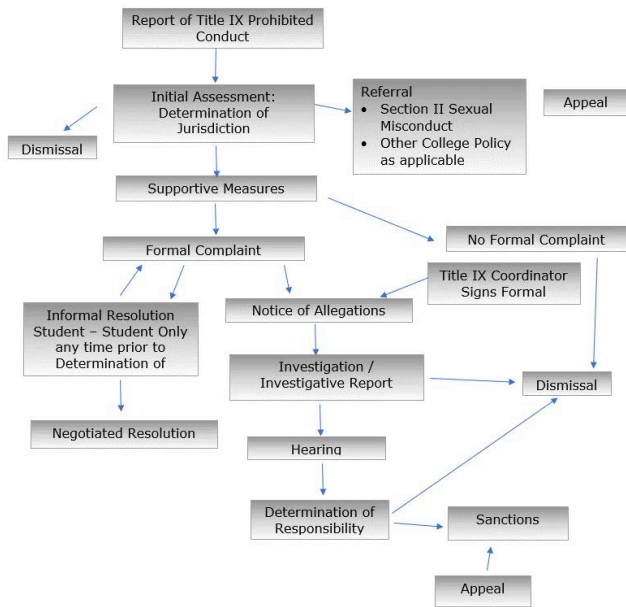 Report of Title IX Prohibited
Conduct
Initial Assessment:
Determination of
Jurisdiction
Referral
• Section II Sexual
Misconduct
• Other College Policy
as applicable
Appeal
Dismissal
Supportive Measures
Formal Complaint
No Formal Complaint
Title IX Coordinator
Signs Formal
Informal Resolution
Student – Student Only
any time prior to
Determination of
Notice of Allegations
Investigation /
Investigative Report
Dismissal
Negotiated Resolution
Hearing
Determination of
Responsibility
Sanctions
Appeal